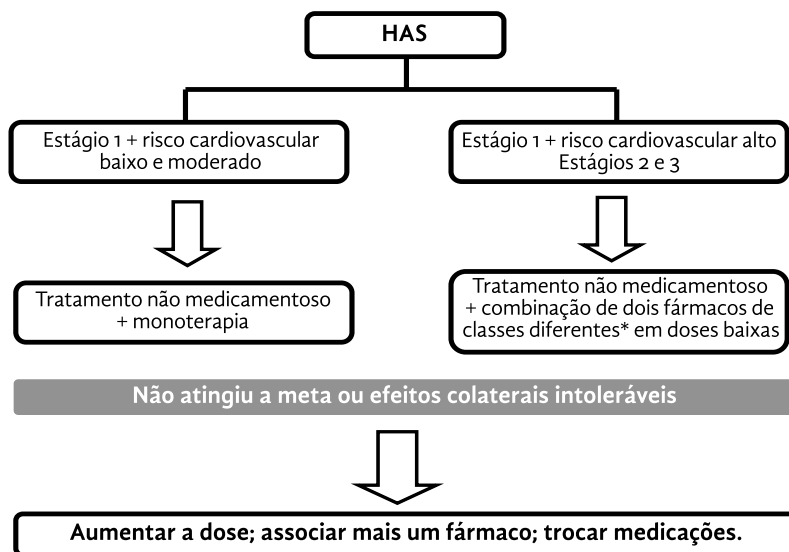 HAS
Estágio 1 + risco cardiovascular
baixo e moderado
Estágio 1 + risco cardiovascular alto
Estágios 2 e 3
Tratamento não medicamentoso
+ monoterapia
Tratamento não medicamentoso
+ combinação de dois fármacos de
classes diferentes* em doses baixas
Não atingiu a meta ou efeitos colaterais intoleráveis
Aumentar a dose; associar mais um fármaco; trocar medicações.